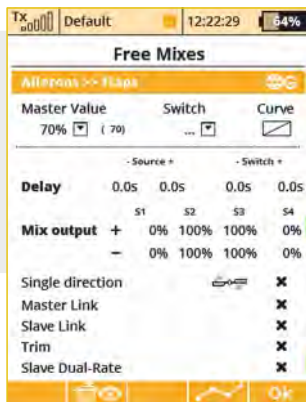 Tx Default 12:22:29 64%
Free Mixes
Ailerons >> Flaps G
Master Value Switch Curve
70% ( 70) ...
- Source + - Switch +
Delay 0.0s 0.0s 0.0s 0.0s
S1 S2 S3 S4
Mix output + 0% 100% 100% 0%
– 0% 100% 100% 0%
Single direction ✖
Master Link ✖
Slave Link ✖
Trim ✖
Slave Dual-Rate ✖
Ok